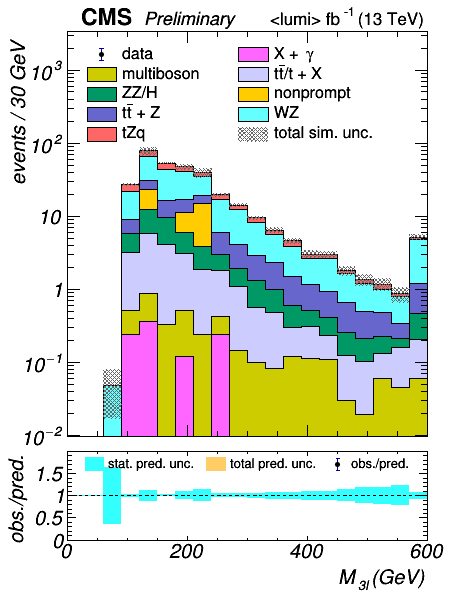 CMS Preliminary <lumi> fb⁻¹ (13 TeV)
events / 30 GeV
data
X + γ
multiboson
tt̄/t + X
ZZ/H
nonprompt
tt̄ + Z
WZ
tZq
total sim. unc.
10³
10²
10
1
10⁻¹
10⁻²
obs./pred.
stat. pred. unc. total pred. unc. obs./pred.
1.5
1
0.5
0
0 200 400 600
M₃ₗ (GeV)